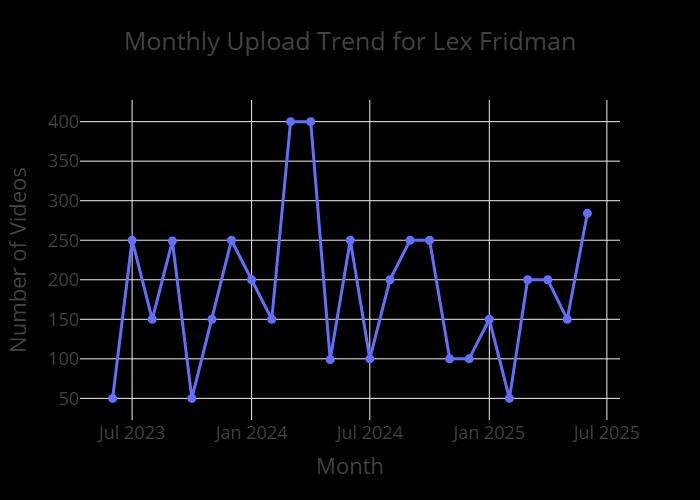 Monthly Upload Trend for Lex Fridman
Number of Videos
400
350
300
250
200
150
100
50
Jul 2023 Jan 2024 Jul 2024 Jan 2025 Jul 2025
Month